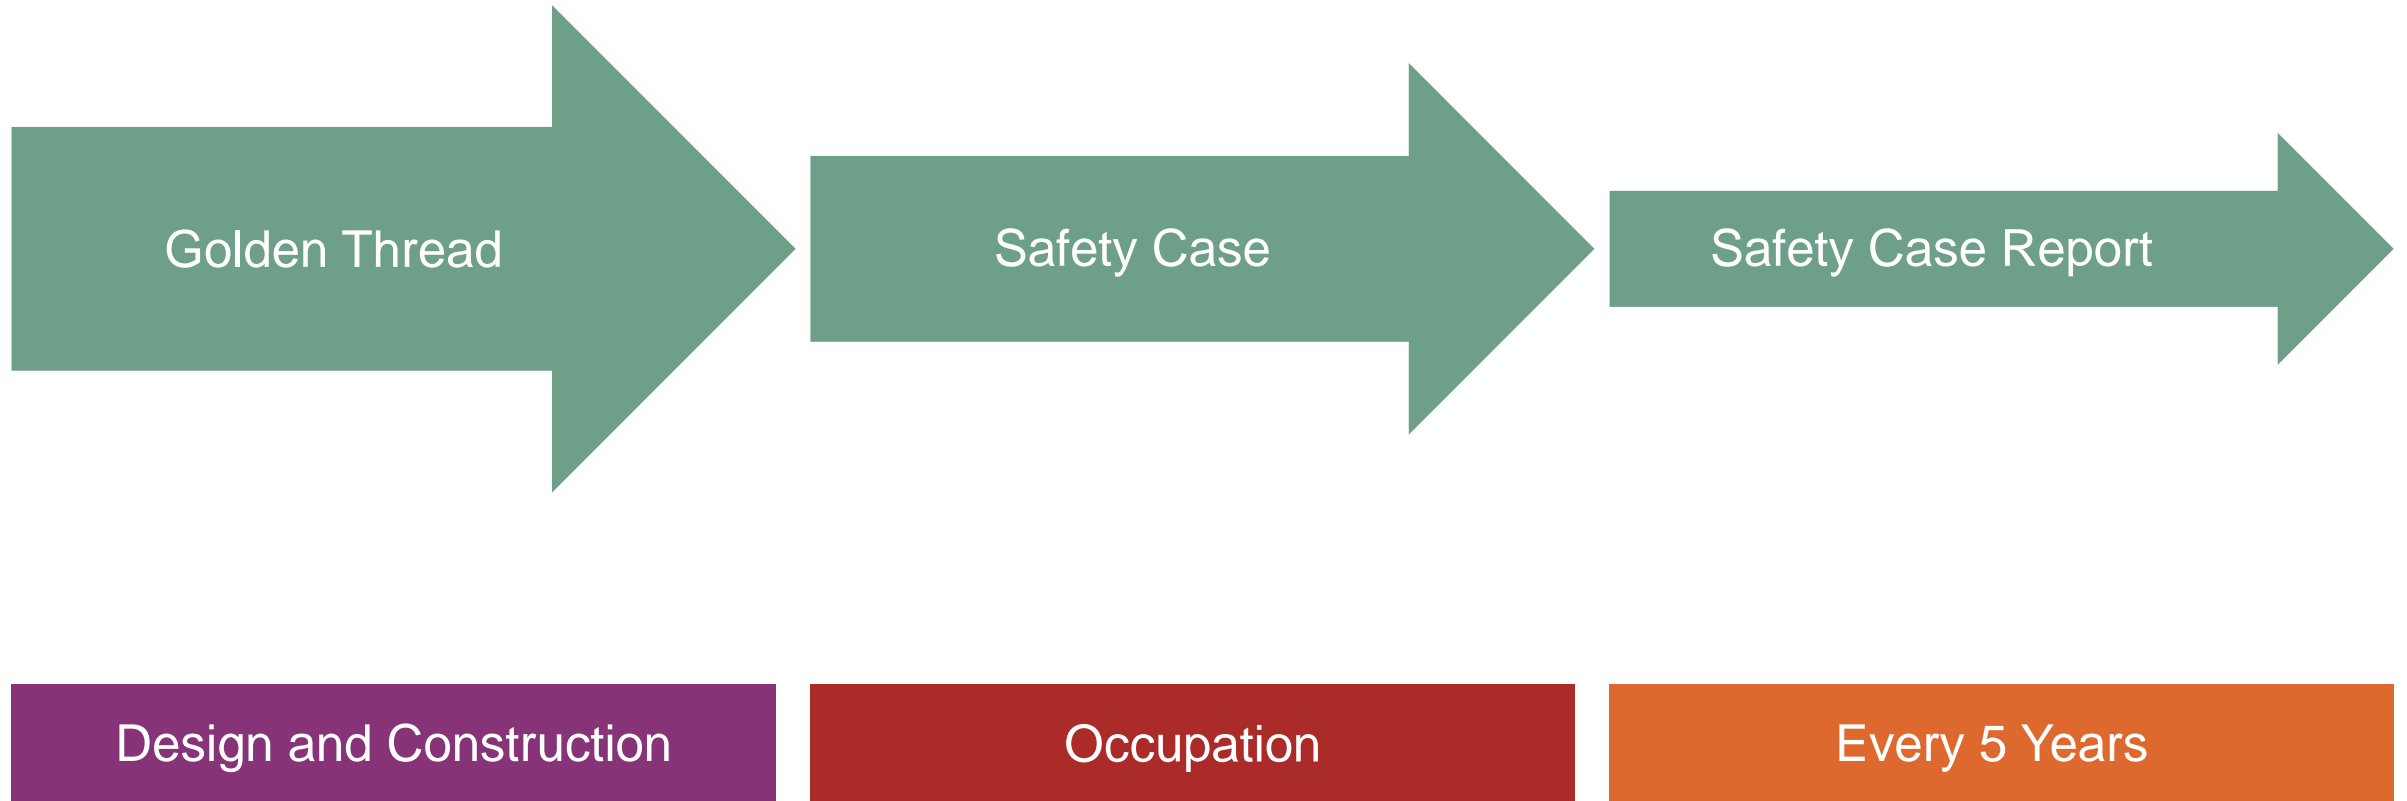 Golden Thread
Safety Case
Safety Case Report
Design and Construction
Occupation
Every 5 Years